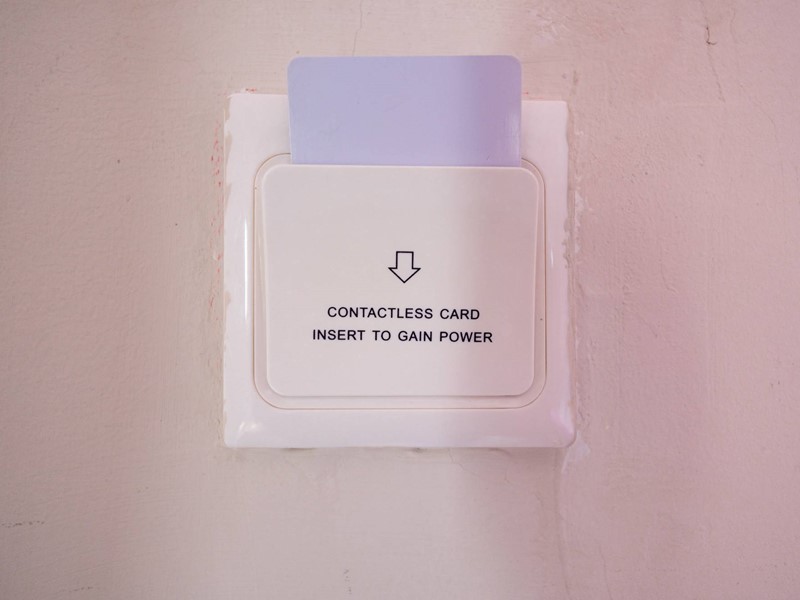 CONTACTLESS CARD
INSERT TO GAIN POWER